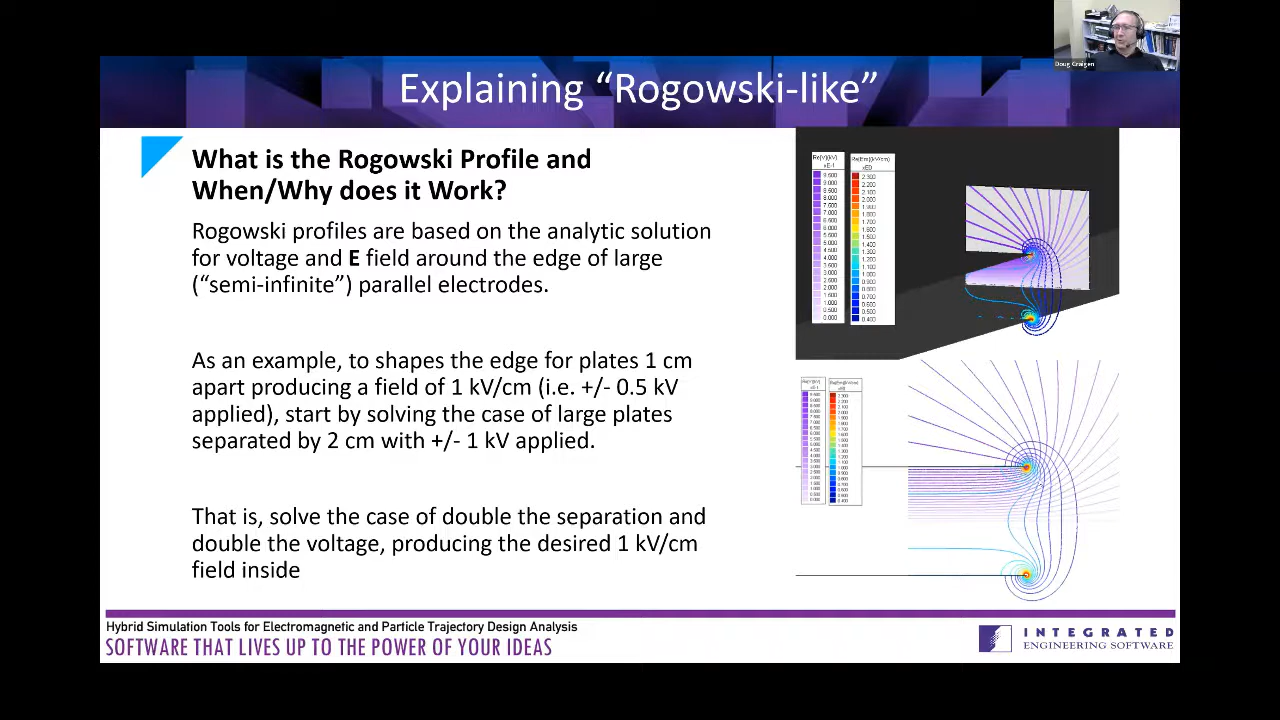 Doug Craigen
Explaining “Rogowski-like”
What is the Rogowski Profile and
When/Why does it Work?
Rogowski profiles are based on the analytic solution
for voltage and E field around the edge of large
(“semi-infinite”) parallel electrodes.
As an example, to shapes the edge for plates 1 cm
apart producing a field of 1 kV/cm (i.e. +/- 0.5 kV
applied), start by solving the case of large plates
separated by 2 cm with +/- 1 kV applied.
That is, solve the case of double the separation and
double the voltage, producing the desired 1 kV/cm
field inside
Hybrid Simulation Tools for Electromagnetic and Particle Trajectory Design Analysis
SOFTWARE THAT LIVES UP TO THE POWER OF YOUR IDEAS
INTEGRATED
ENGINEERING SOFTWARE